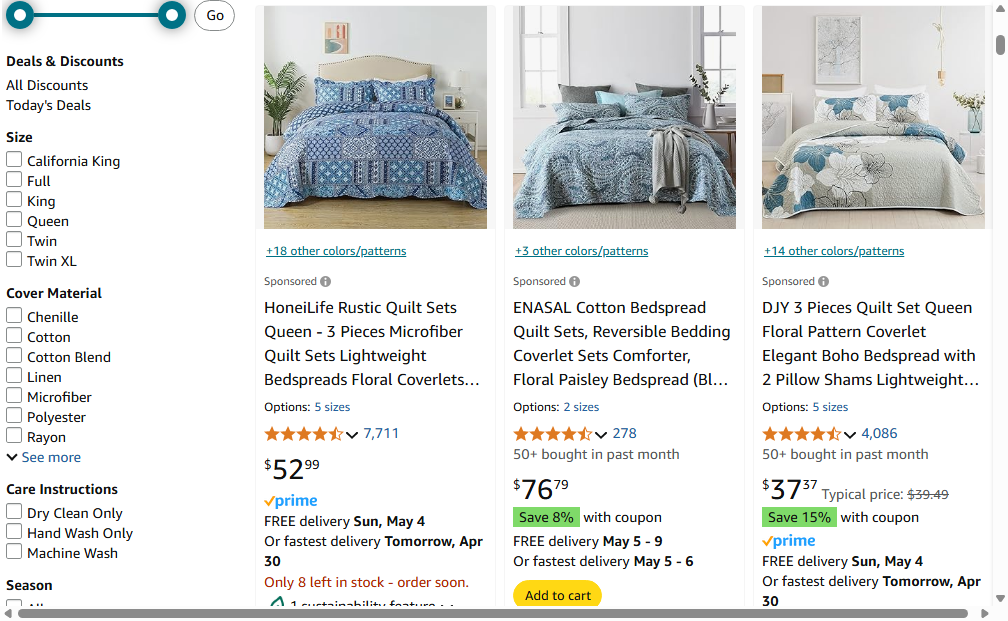 Go
Deals & Discounts
All Discounts
Today's Deals
Size
California King
Full
King
Queen
Twin
Twin XL
Cover Material
Chenille
Cotton
Cotton Blend
Linen
Microfiber
Polyester
Rayon
See more
Care Instructions
Dry Clean Only
Hand Wash Only
Machine Wash
Season
+18 other colors/patterns
Sponsored
HoneiLife Rustic Quilt Sets
Queen - 3 Pieces Microfiber
Quilt Sets Lightweight
Bedspreads Floral Coverlets…
Options: 5 sizes
7,711
$52.99
prime
FREE delivery Sun, May 4
Or fastest delivery Tomorrow, Apr
30
Only 8 left in stock - order soon.
1 sustainability feature
+3 other colors/patterns
Sponsored
ENASAL Cotton Bedspread
Quilt Sets, Reversible Bedding
Coverlet Sets Comforter,
Floral Paisley Bedspread (Bl…
Options: 2 sizes
278
50+ bought in past month
$76.79
Save 8% with coupon
FREE delivery May 5 - 9
Or fastest delivery May 5 - 6
Add to cart
+14 other colors/patterns
Sponsored
DJY 3 Pieces Quilt Set Queen
Floral Pattern Coverlet
Elegant Boho Bedspread with
2 Pillow Shams Lightweight…
Options: 5 sizes
4,086
50+ bought in past month
$37.37 Typical price: $39.49
Save 15% with coupon
prime
FREE delivery Sun, May 4
Or fastest delivery Tomorrow, Apr
30